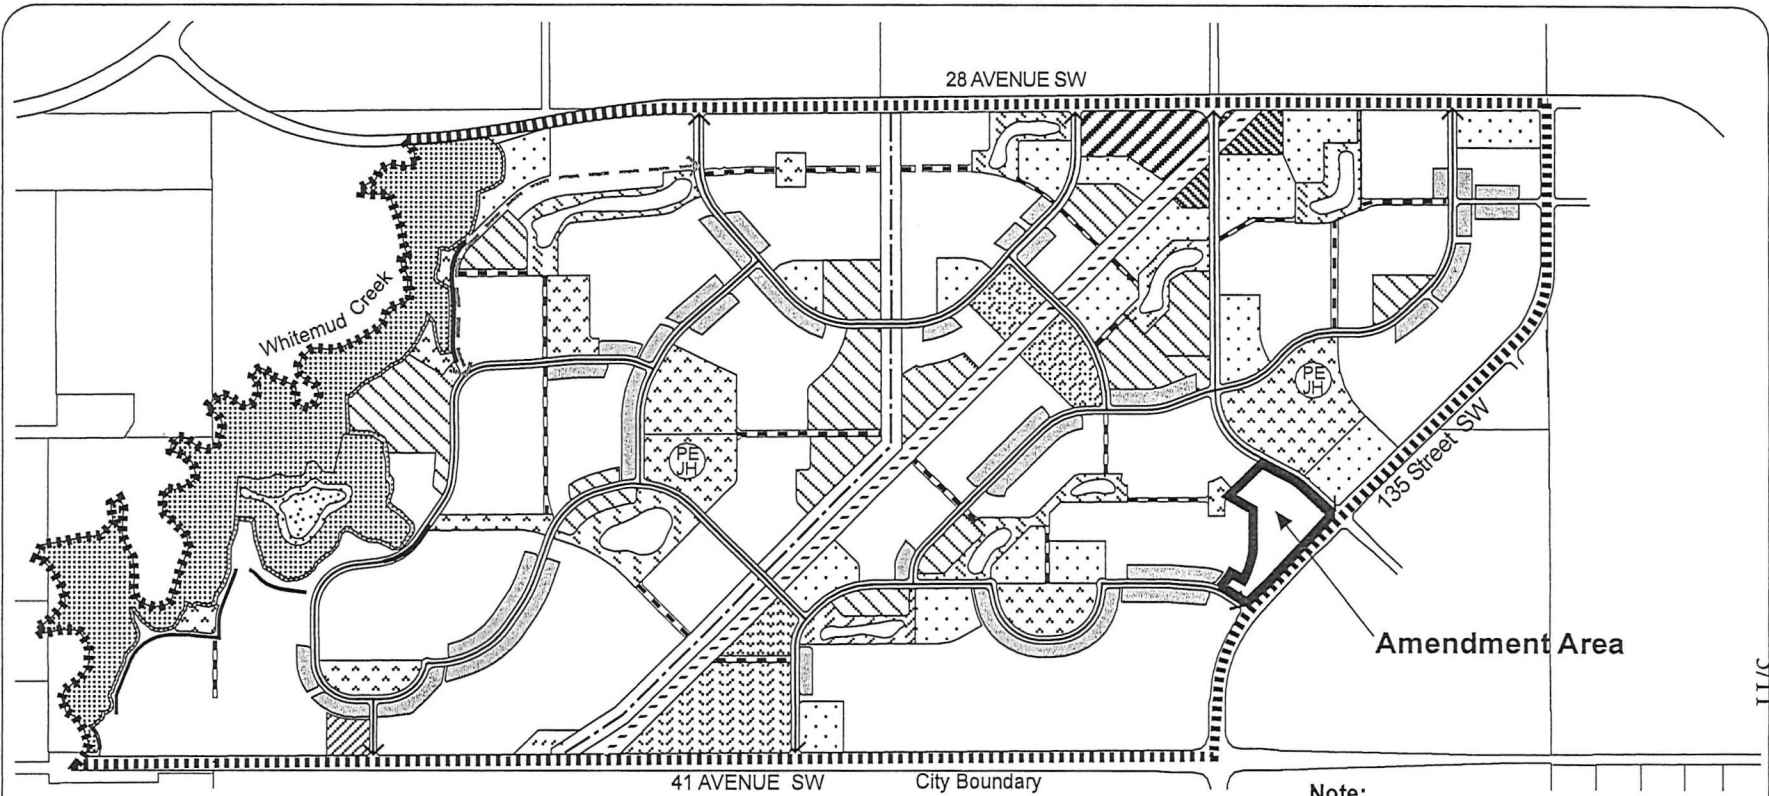 28 AVENUE SW
Whitemud Creek
PE
JH
PE
JH
135 Street SW
Amendment Area
41 AVENUE SW
City Boundary
Note: